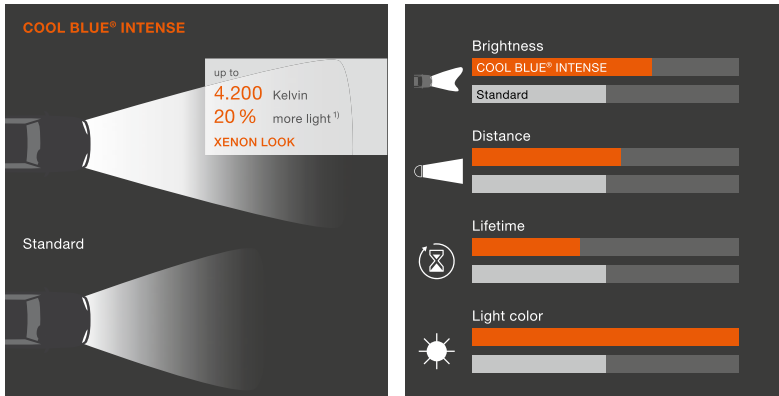 COOL BLUE® INTENSE
up to
4.200 Kelvin
20 % more light 1)
XENON LOOK
Standard
Brightness
COOL BLUE® INTENSE
Standard
Distance
Lifetime
Light color